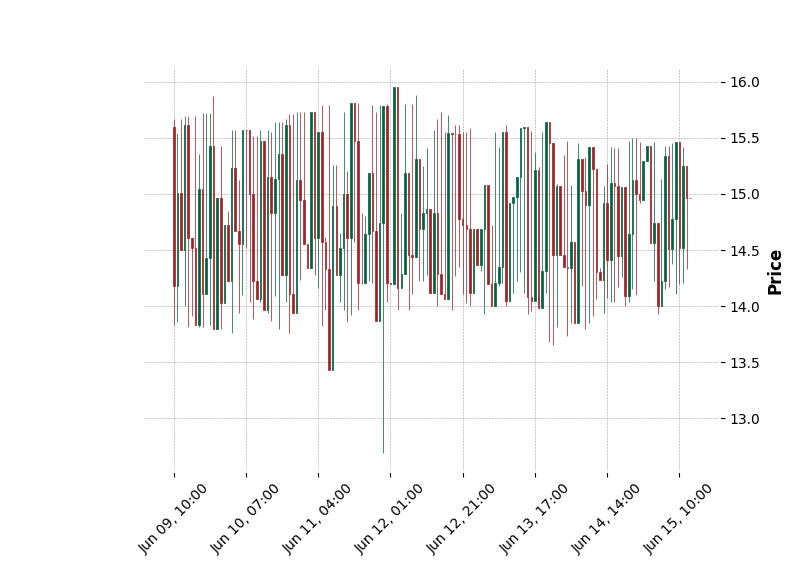 16.0
15.5
15.0
14.5
14.0
13.5
13.0
Price
Jun 09, 10:00
Jun 10, 07:00
Jun 11, 04:00
Jun 12, 01:00
Jun 12, 21:00
Jun 13, 17:00
Jun 14, 14:00
Jun 15, 10:00